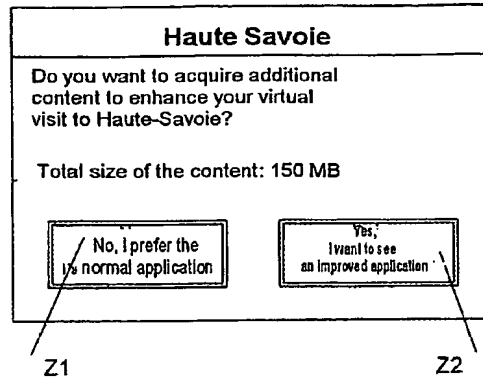 Haute Savoie
Do you want to acquire additional
content to enhance your virtual
visit to Haute-Savoie?
Total size of the content: 150 MB
No, I prefer the
normal application
Yes,
I want to see
an improved application
Z1
Z2